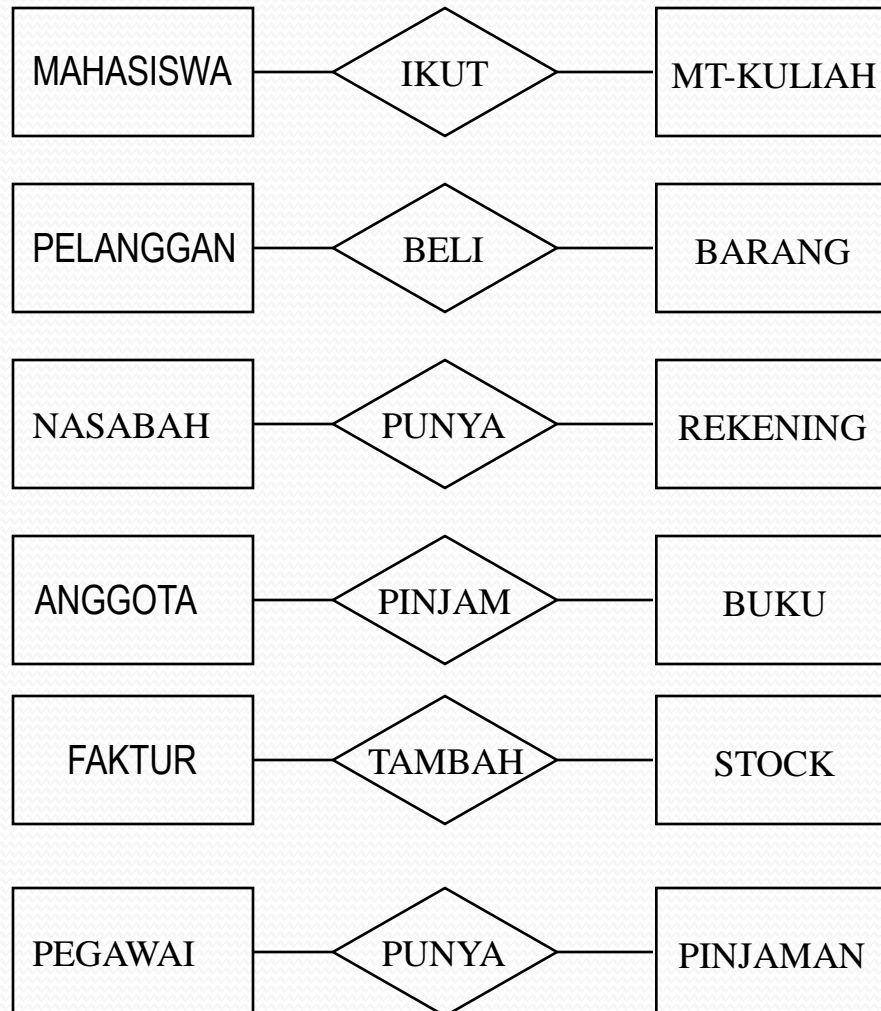 MAHASISWA IKUT MT-KULIAH
PELANGGAN BELI BARANG
NASABAH PUNYA REKENING
ANGGOTA PINJAM BUKU
FAKTUR TAMBAH STOCK
PEGAWAI PUNYA PINJAMAN